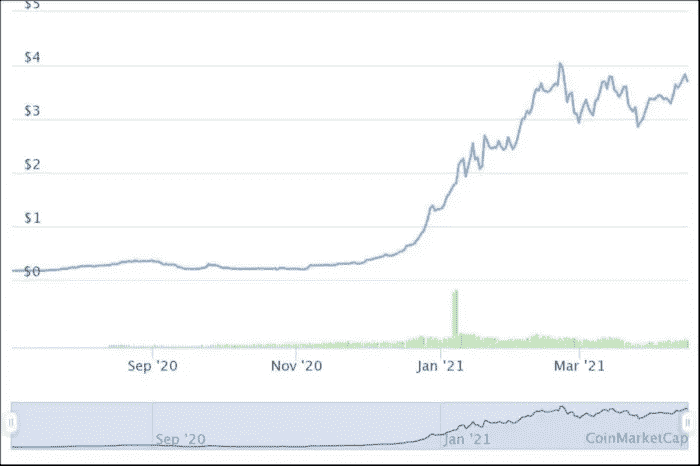 $5
$4
$3
$2
$1
$0
Sep '20
Nov '20
Jan '21
Mar '21
Sep '20
Jan '21
CoinMarketCap